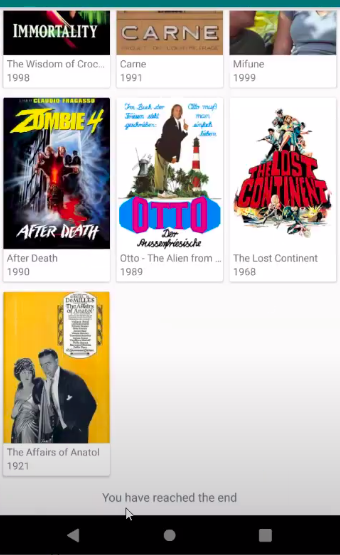 IMMORTALITY
CARNE
The Wisdom of Croc...
1998
Carne
1991
Mifune
1999
CLAUDIO FRAGASSO
ZOMBIE 4
AFTER DEATH
Im Buch der
Friesen steht
geschrieben:
Otto muß
man
einfach
lieben
OTTO
Der
Aussenfriesische
THE LOST
CONTINENT
After Death
1990
Otto - The Alien from ...
1989
The Lost Continent
1968
DeMILLE'S
The Affairs
of Anatol
The Affairs of Anatol
1921
You have reached the end